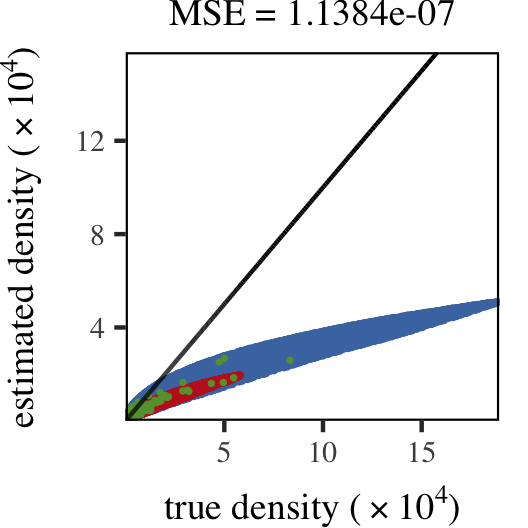 MSE = 1.1384e-07
estimated density ( × 10⁴)
12
8
4
5 10 15
true density ( × 10⁴)